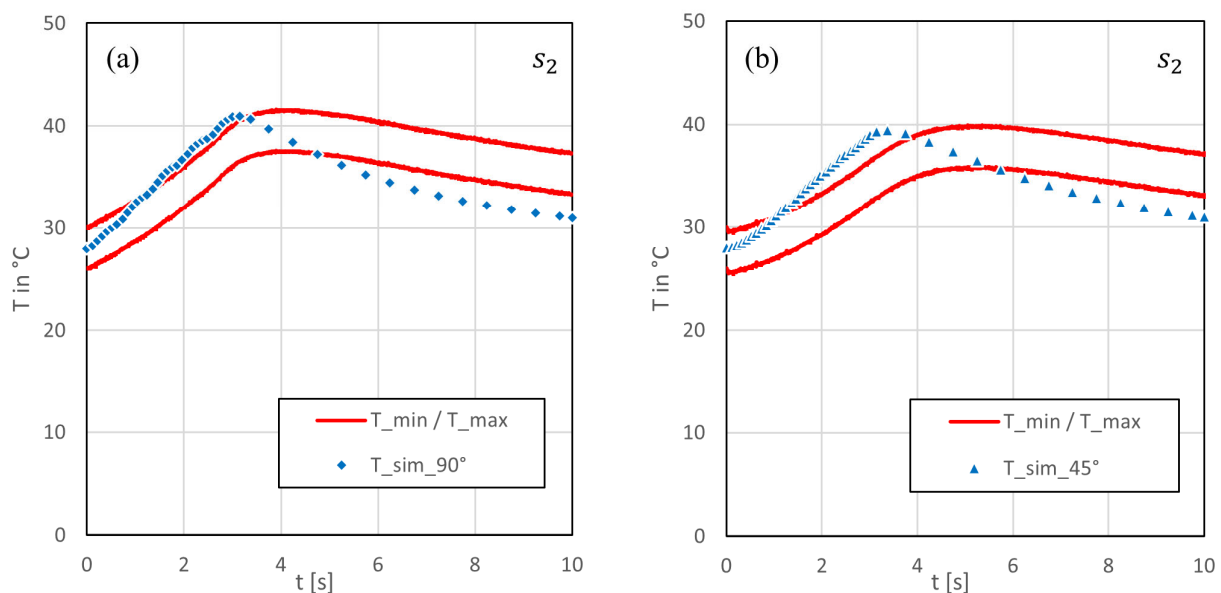 (a)
s₂
T in °C
50
40
30
20
10
0
0 2 4 6 8 10
t [s]
T_min / T_max
T_sim_90°
(b)
s₂
T in °C
50
40
30
20
10
0
0 2 4 6 8 10
t [s]
T_min / T_max
T_sim_45°